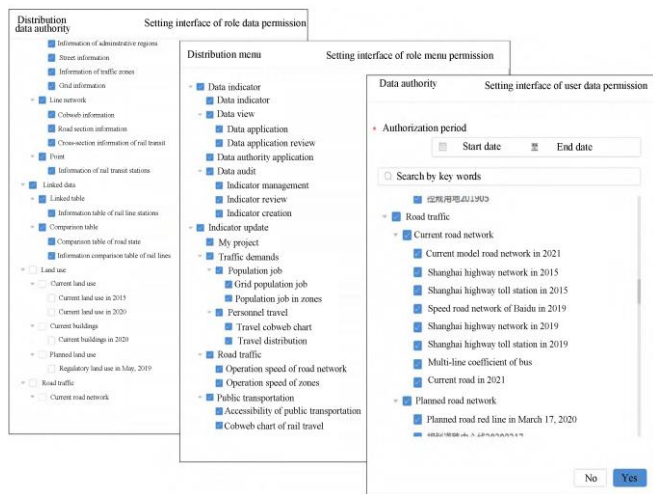 Distribution
data authority
Setting interface of role data permission
Information of administrative regions
Street information
Information of traffic zones
Grid information
Line network
Cobweb information
Road section information
Cross-section information of rail transit
Point
Information of rail transit stations
Linked data
Linked table
Information table of rail line stations
Comparison table
Comparison table of road state
Information comparison table of rail lines
Land use
Current land use
Current land use in 2015
Current land use in 2020
Current buildings
Current buildings in 2020
Planned land use
Regulatory land use in May, 2019
Road traffic
Current road network
Distribution menu
Setting interface of role menu permission
Data indicator
Data indicator
Data view
Data application
Data application review
Data authority application
Data audit
Indicator management
Indicator review
Indicator creation
Indicator update
My project
Traffic demands
Population job
Grid population job
Population job in zones
Personnel travel
Travel cobweb chart
Travel distribution
Road traffic
Operation speed of road network
Operation speed of zones
Public transportation
Accessibility of public transportation
Cobweb chart of rail travel
Data authority
Setting interface of user data permission
* Authorization period
Start date 至 End date
Search by key words
控规用地201905
Road traffic
Current road network
Current model road network in 2021
Shanghai highway network in 2015
Shanghai highway toll station in 2015
Speed road network of Baidu in 2019
Shanghai highway network in 2019
Shanghai highway toll station in 2019
Multi-line coefficient of bus
Current road in 2021
Planned road network
Planned road red line in March 17, 2020
No Yes